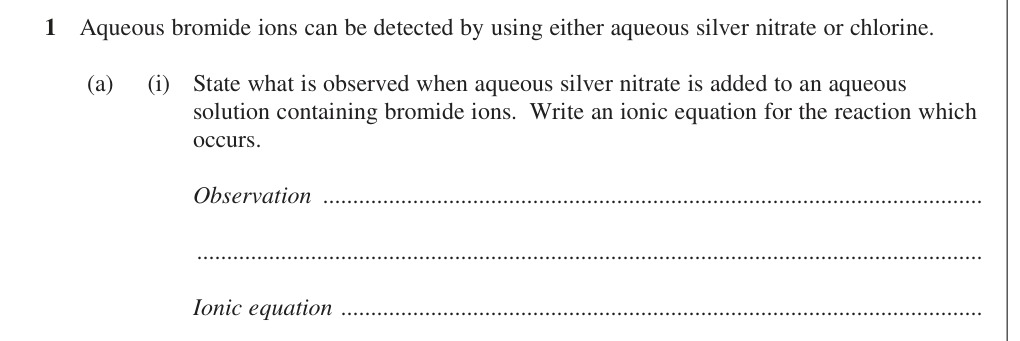 1 Aqueous bromide ions can be detected by using either aqueous silver nitrate or chlorine.
(a) (i) State what is observed when aqueous silver nitrate is added to an aqueous
solution containing bromide ions. Write an ionic equation for the reaction which
occurs.
Observation ..............................................................................................................
...................................................................................................................................
Ionic equation ...........................................................................................................